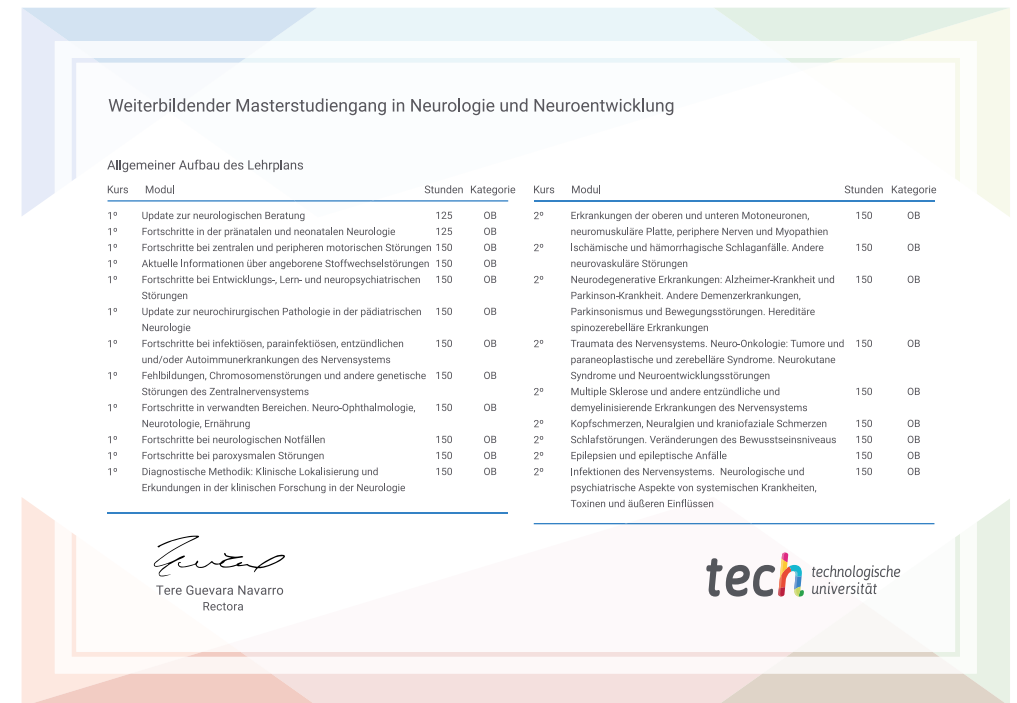 Weiterbildender Masterstudiengang in Neurologie und Neuroentwicklung
Allgemeiner Aufbau des Lehrplans
Kurs Modul Stunden Kategorie
1º Update zur neurologischen Beratung 125 OB
1º Fortschritte in der pränatalen und neonatalen Neurologie 125 OB
1º Fortschritte bei zentralen und peripheren motorischen Störungen 150 OB
1º Aktuelle Informationen über angeborene Stoffwechselstörungen 150 OB
1º Fortschritte bei Entwicklungs-, Lern- und neuropsychiatrischen 150 OB
Störungen
1º Update zur neurochirurgischen Pathologie in der pädiatrischen 150 OB
Neurologie
1º Fortschritte bei infektiösen, parainfektiösen, entzündlichen 150 OB
und/oder Autoimmunerkrankungen des Nervensystems
1º Fehlbildungen, Chromosomenstörungen und andere genetische 150 OB
Störungen des Zentralnervensystems
1º Fortschritte in verwandten Bereichen. Neuro-Ophthalmologie, 150 OB
Neurotologie, Ernährung
1º Fortschritte bei neurologischen Notfällen 150 OB
1º Fortschritte bei paroxysmalen Störungen 150 OB
1º Diagnostische Methodik: Klinische Lokalisierung und 150 OB
Erkundungen in der klinischen Forschung in der Neurologie
Kurs Modul Stunden Kategorie
2º Erkrankungen der oberen und unteren Motoneuronen, 150 OB
neuromuskuläre Platte, periphere Nerven und Myopathien
2º Ischämische und hämorrhagische Schlaganfälle. Andere 150 OB
neurovaskuläre Störungen
2º Neurodegenerative Erkrankungen: Alzheimer-Krankheit und 150 OB
Parkinson-Krankheit. Andere Demenzerkrankungen,
Parkinsonismus und Bewegungsstörungen. Hereditäre
spinozerebelläre Erkrankungen
2º Traumata des Nervensystems. Neuro-Onkologie: Tumore und 150 OB
paraneoplastische und zerebelläre Syndrome. Neurokutane
Syndrome und Neuroentwicklungsstörungen
2º Multiple Sklerose und andere entzündliche und 150 OB
demyelinisierende Erkrankungen des Nervensystems
2º Kopfschmerzen, Neuralgien und kraniofaziale Schmerzen 150 OB
2º Schlafstörungen. Veränderungen des Bewusstseinsniveaus 150 OB
2º Epilepsien und epileptische Anfälle 150 OB
2º Infektionen des Nervensystems. Neurologische und 150 OB
psychiatrische Aspekte von systemischen Krankheiten,
Toxinen und äußeren Einflüssen
Tere Guevara Navarro
Rectora
tech technologische
universität